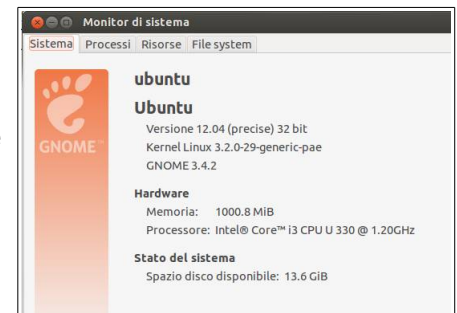 Monitor di sistema
Sistema Processi Risorse File system
ubuntu
Ubuntu
Versione 12.04 (precise) 32 bit
Kernel Linux 3.2.0-29-generic-pae
GNOME 3.4.2
GNOME™
Hardware
Memoria: 1000.8 MiB
Processore: Intel® Core™ i3 CPU U 330 @ 1.20GHz
Stato del sistema
Spazio disco disponibile: 13.6 GiB